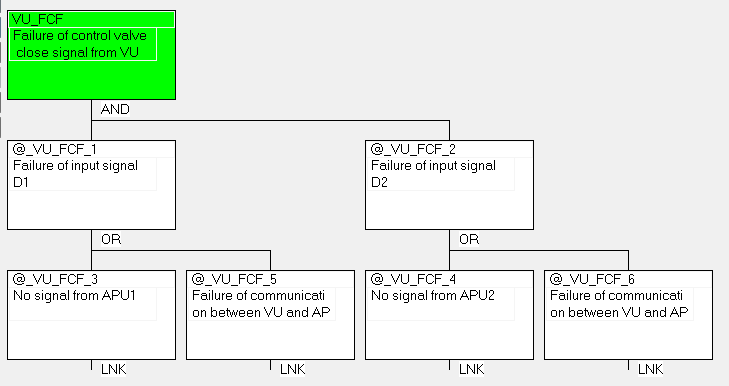 VU_FCF
Failure of control valve
close signal from VU
AND
@_VU_FCF_1
Failure of input signal
D1
@_VU_FCF_2
Failure of input signal
D2
OR
OR
@_VU_FCF_3
No signal from APU1
@_VU_FCF_5
Failure of communicati
on between VU and AP
@_VU_FCF_4
No signal from APU2
@_VU_FCF_6
Failure of communicati
on between VU and AP
LNK
LNK
LNK
LNK